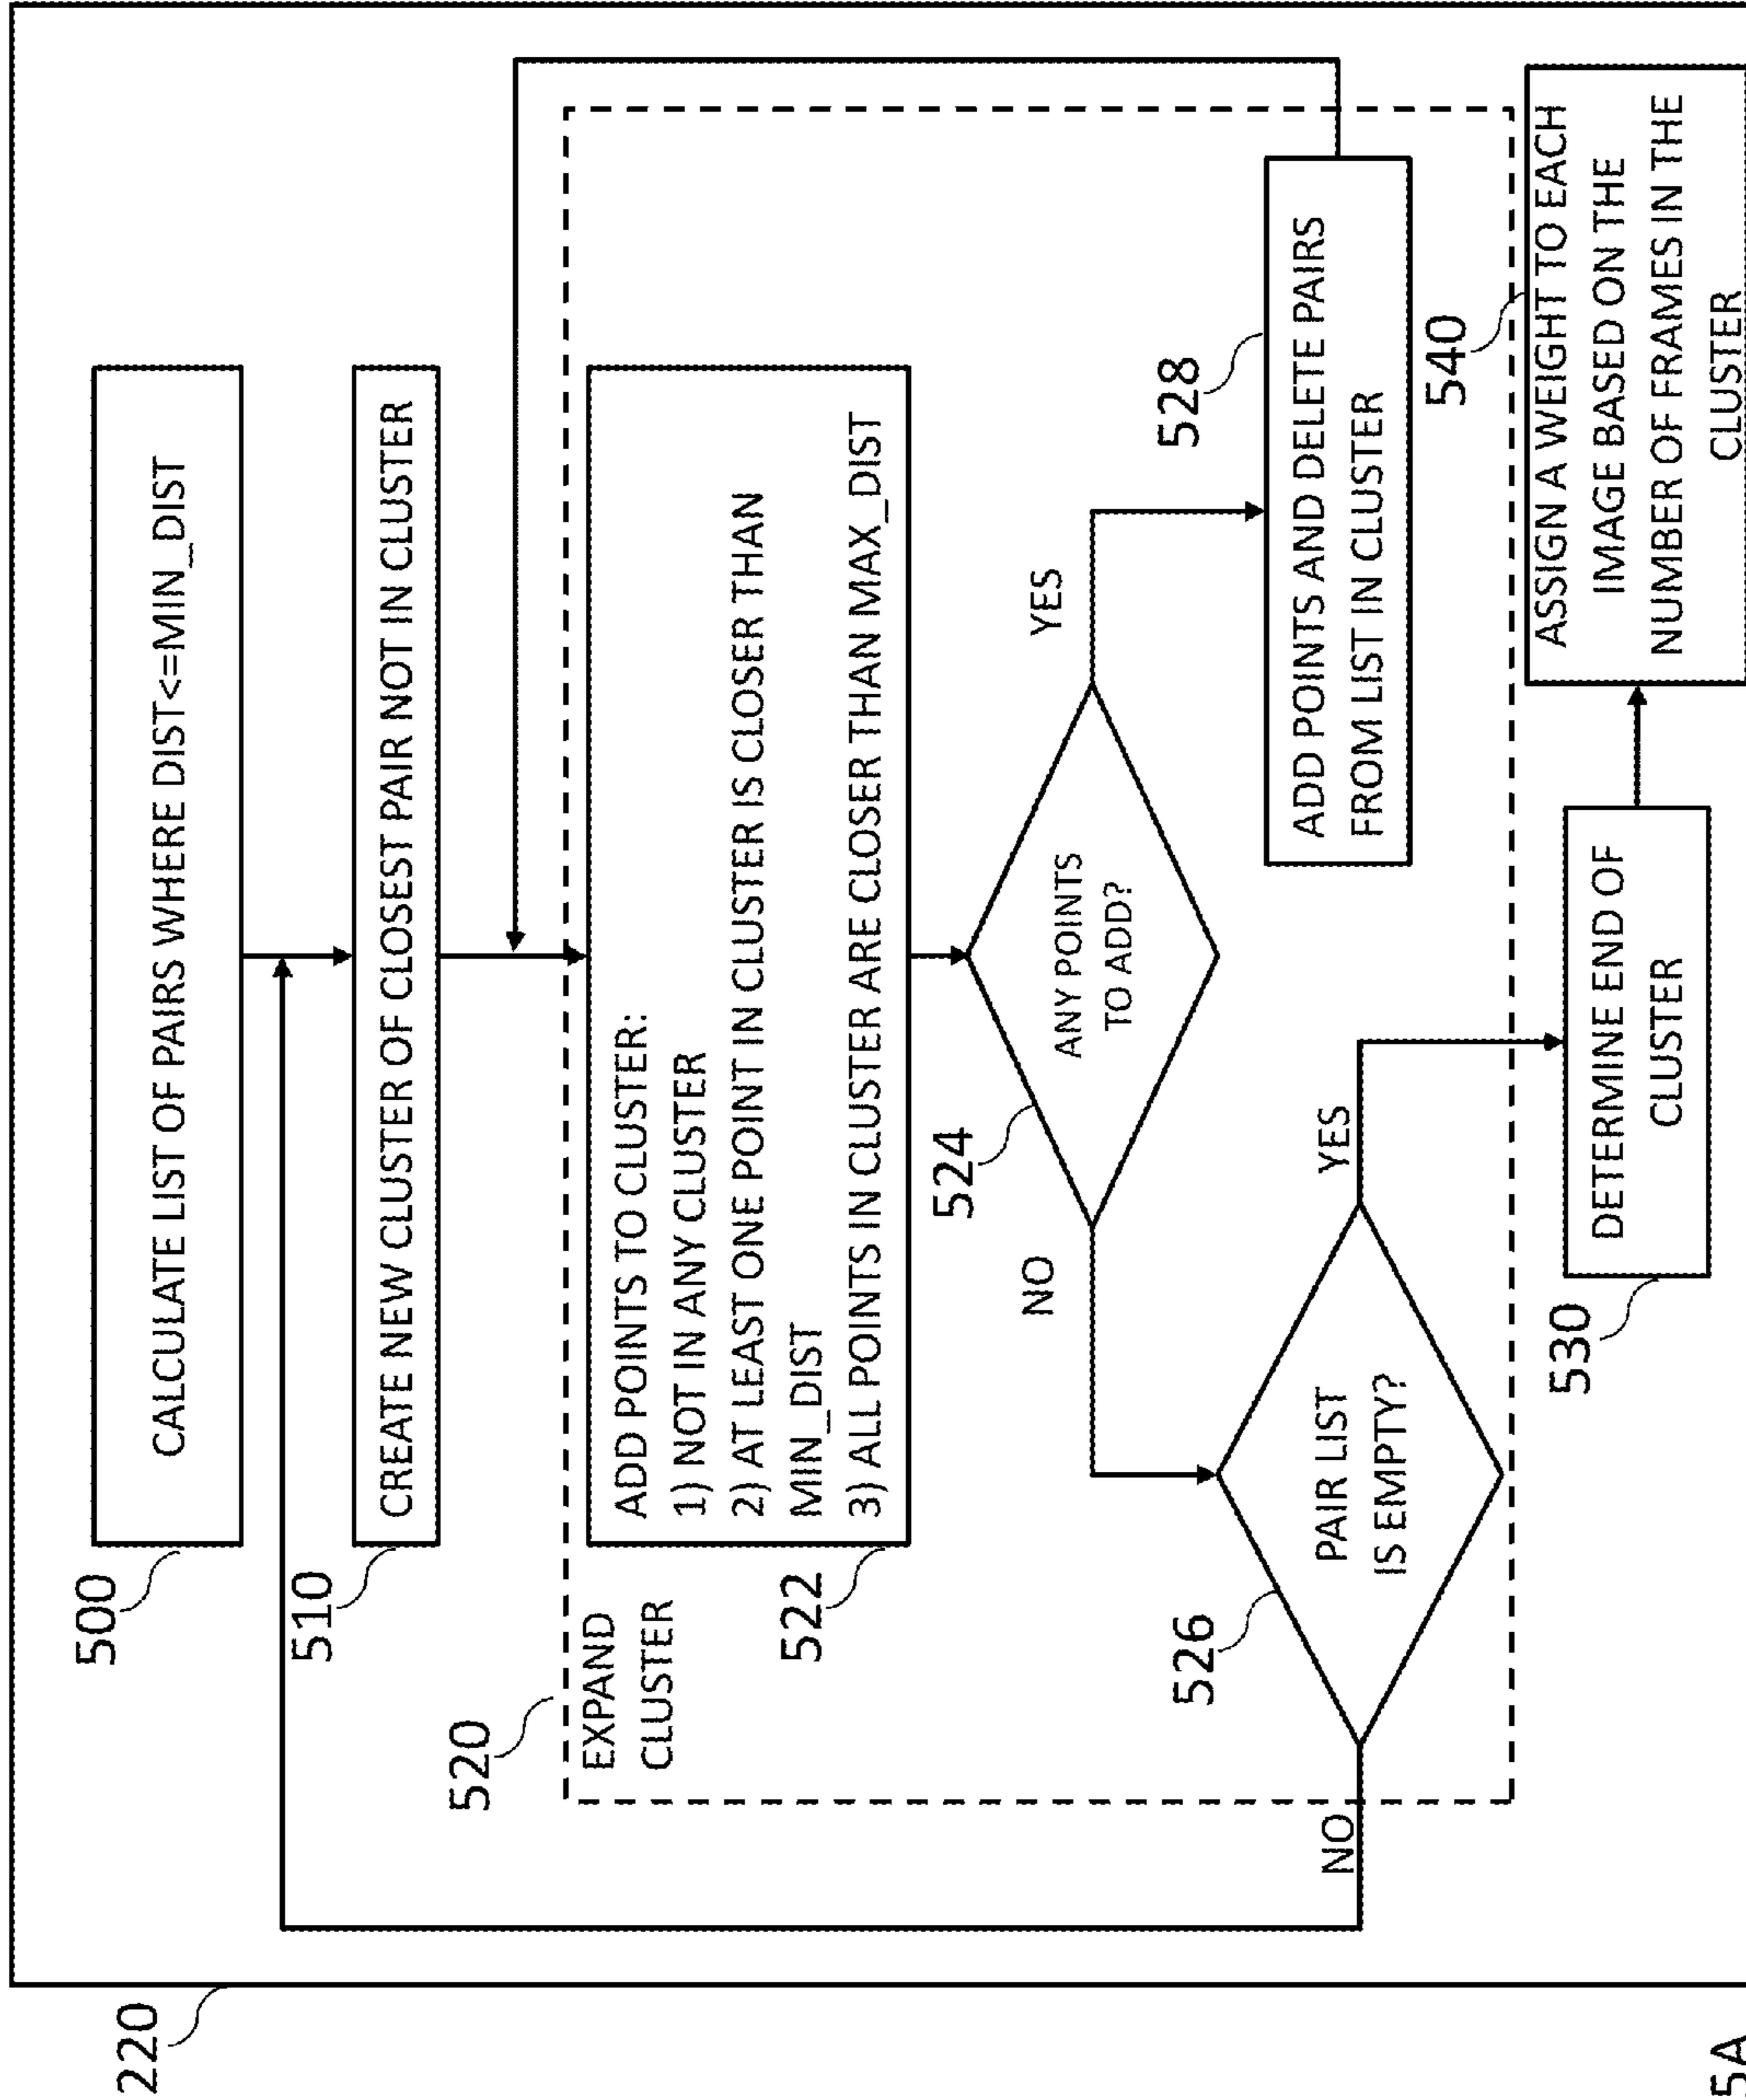 220
500
CALCULATE LIST OF PAIRS WHERE DIST<=MIN_DIST
510
CREATE NEW CLUSTER OF CLOSEST PAIR NOT IN CLUSTER
520
EXPAND
CLUSTER
522
ADD POINTS TO CLUSTER:
1) NOT IN ANY CLUSTER
2) AT LEAST ONE POINT IN CLUSTER IS CLOSER THAN
MIN_DIST
3) ALL POINTS IN CLUSTER ARE CLOSER THAN MAX_DIST
524
ANY POINTS
TO ADD?
NO
YES
526
PAIR LIST
IS EMPTY?
NO
YES
528
ADD POINTS AND DELETE PAIRS
FROM LIST IN CLUSTER
530
DETERMINE END OF
CLUSTER
540
ASSIGN A WEIGHT TO EACH
IMAGE BASED ON THE
NUMBER OF FRAMES IN THE
CLUSTER
5A